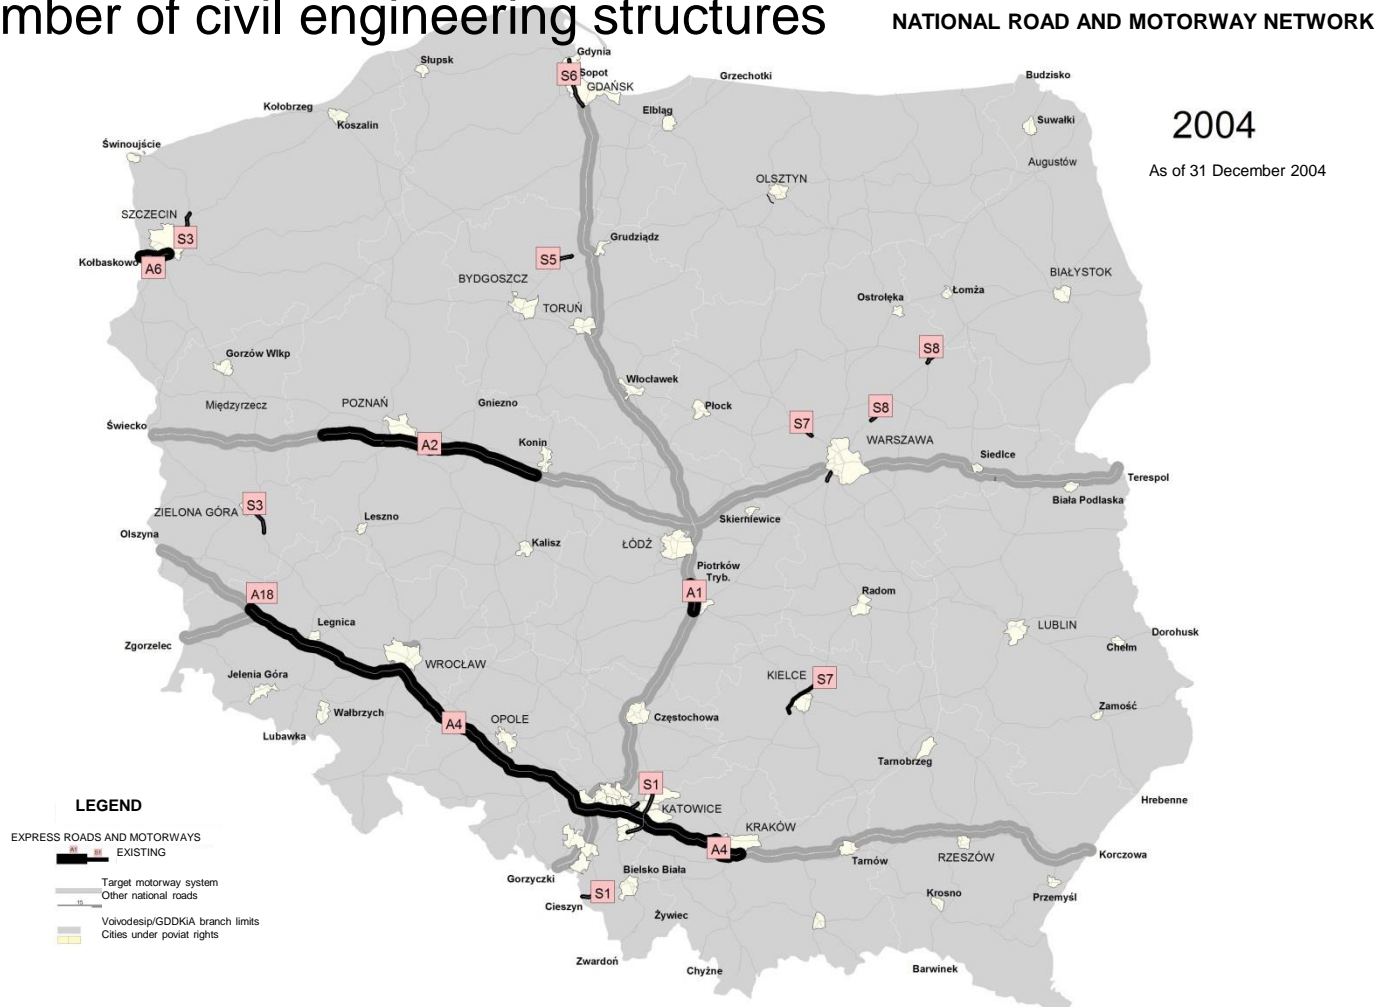 mber of civil engineering structures
NATIONAL ROAD AND MOTORWAY NETWORK
2004
As of 31 December 2004
Gdynia
Słupsk
S6
Sopot
GDAŃSK
Grzechotki
Budzisko
Kołobrzeg
Koszalin
Elbląg
Suwałki
Świnoujście
Augustów
OLSZTYN
SZCZECIN
S3
Grudziądz
Kołbaskowo
A6
S5
BYDGOSZCZ
BIAŁYSTOK
Ostrołęka
Łomża
TORUŃ
S8
Gorzów Wlkp
Włocławek
Międzyrzecz
POZNAŃ
Gniezno
Płock
S8
S7
Świecko
A2
Konin
WARSZAWA
Siedlce
Terespol
Biała Podlaska
S3
ZIELONA GÓRA
Leszno
Skierniewice
Olszyna
Kalisz
ŁÓDŹ
Piotrków
Tryb.
A18
A1
Radom
Legnica
LUBLIN
Dorohusk
Chełm
Zgorzelec
WROCŁAW
Jelenia Góra
KIELCE
S7
Wałbrzych
A4
OPOLE
Częstochowa
Zamość
Lubawka
Tarnobrzeg
S1
Hrebenne
LEGEND
KATOWICE
KRAKÓW
EXPRESS ROADS AND MOTORWAYS
A1 S1 EXISTING
A4
Tarnów
RZESZÓW
Korczowa
Target motorway system
Other national roads
15
Gorzyczki
Bielsko Biała
S1
Cieszyn
Krosno
Przemyśl
Żywiec
Voivodesip/GDDKiA branch limits
Cities under poviat rights
Zwardoń
Chyżne
Barwinek